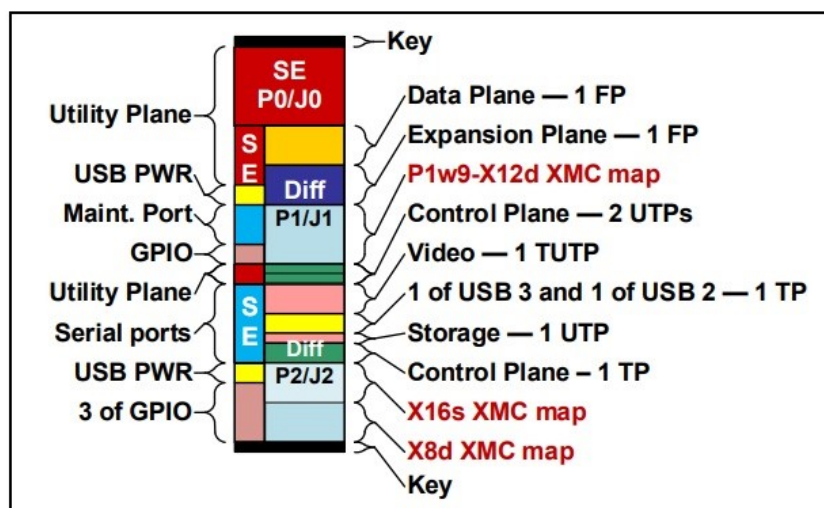 Key
SE
P0/J0
Utility Plane
Data Plane — 1 FP
S
E
Expansion Plane — 1 FP
USB PWR
Diff
P1w9-X12d XMC map
Maint. Port
P1/J1
Control Plane — 2 UTPs
GPIO
Video — 1 TUTP
Utility Plane
1 of USB 3 and 1 of USB 2 — 1 TP
S
E
Serial ports
Storage — 1 UTP
Diff
USB PWR
P2/J2
Control Plane – 1 TP
3 of GPIO
X16s XMC map
X8d XMC map
Key